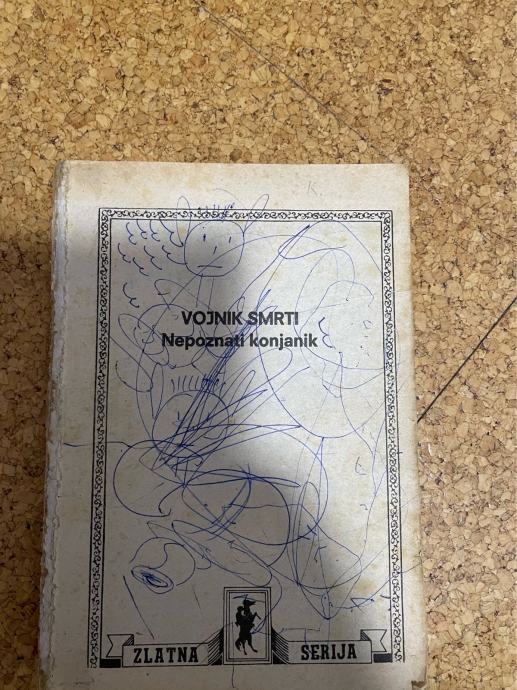 K.
VOJNIK SMRTI
Nepoznati konjanik
ZLATNA SERIJA